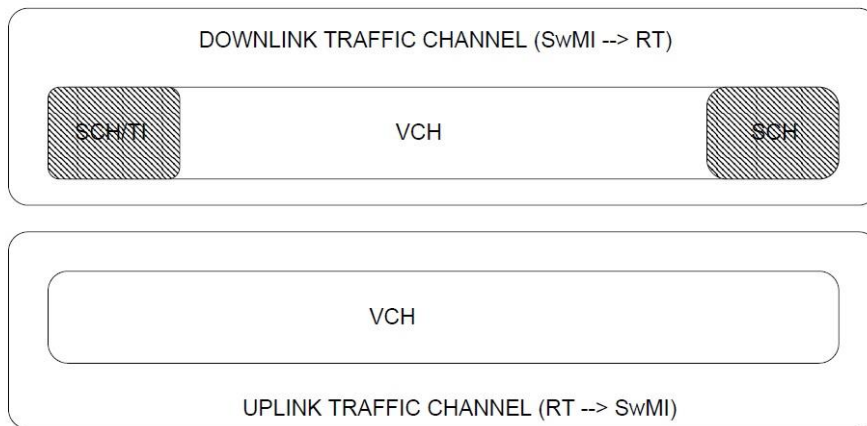 DOWNLINK TRAFFIC CHANNEL (SwMI --> RT)
SCH/TI VCH SCH
VCH
UPLINK TRAFFIC CHANNEL (RT --> SwMI)